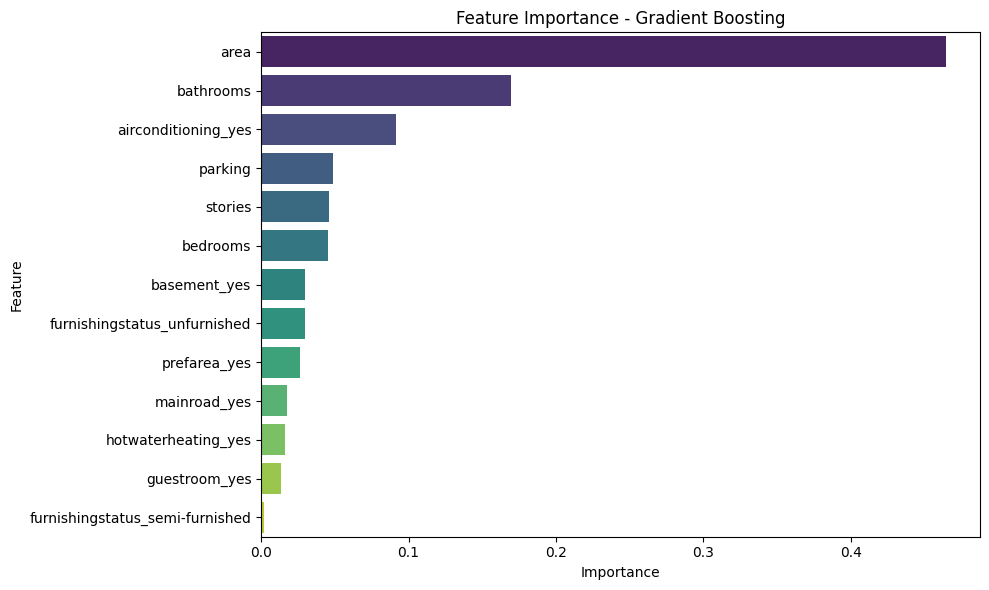 Feature Importance - Gradient Boosting
area
bathrooms
airconditioning_yes
parking
stories
bedrooms
basement_yes
furnishingstatus_unfurnished
prefarea_yes
mainroad_yes
hotwaterheating_yes
guestroom_yes
furnishingstatus_semi-furnished
Feature
0.0 0.1 0.2 0.3 0.4
Importance